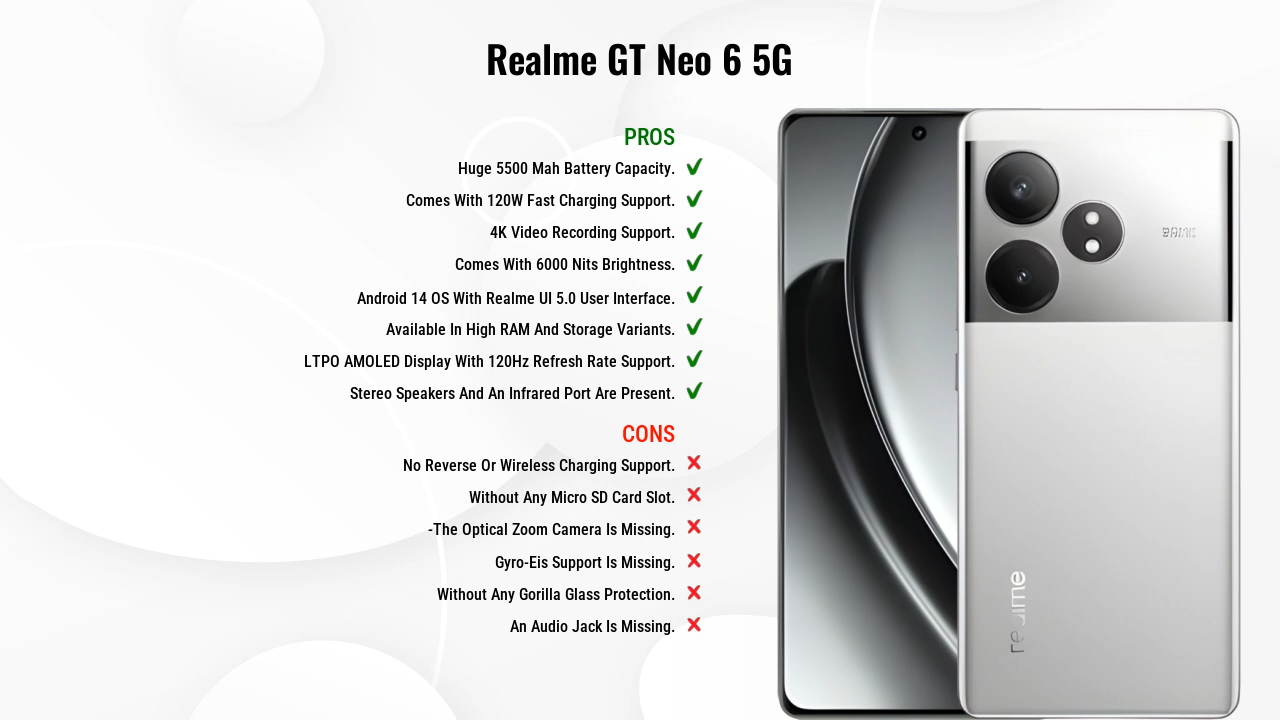 Realme GT Neo 6 5G
PROS
Huge 5500 Mah Battery Capacity.
Comes With 120W Fast Charging Support.
4K Video Recording Support.
Comes With 6000 Nits Brightness.
Android 14 OS With Realme UI 5.0 User Interface.
Available In High RAM And Storage Variants.
LTPO AMOLED Display With 120Hz Refresh Rate Support.
Stereo Speakers And An Infrared Port Are Present.
CONS
No Reverse Or Wireless Charging Support.
Without Any Micro SD Card Slot.
-The Optical Zoom Camera Is Missing.
Gyro-Eis Support Is Missing.
Without Any Gorilla Glass Protection.
An Audio Jack Is Missing.
realme